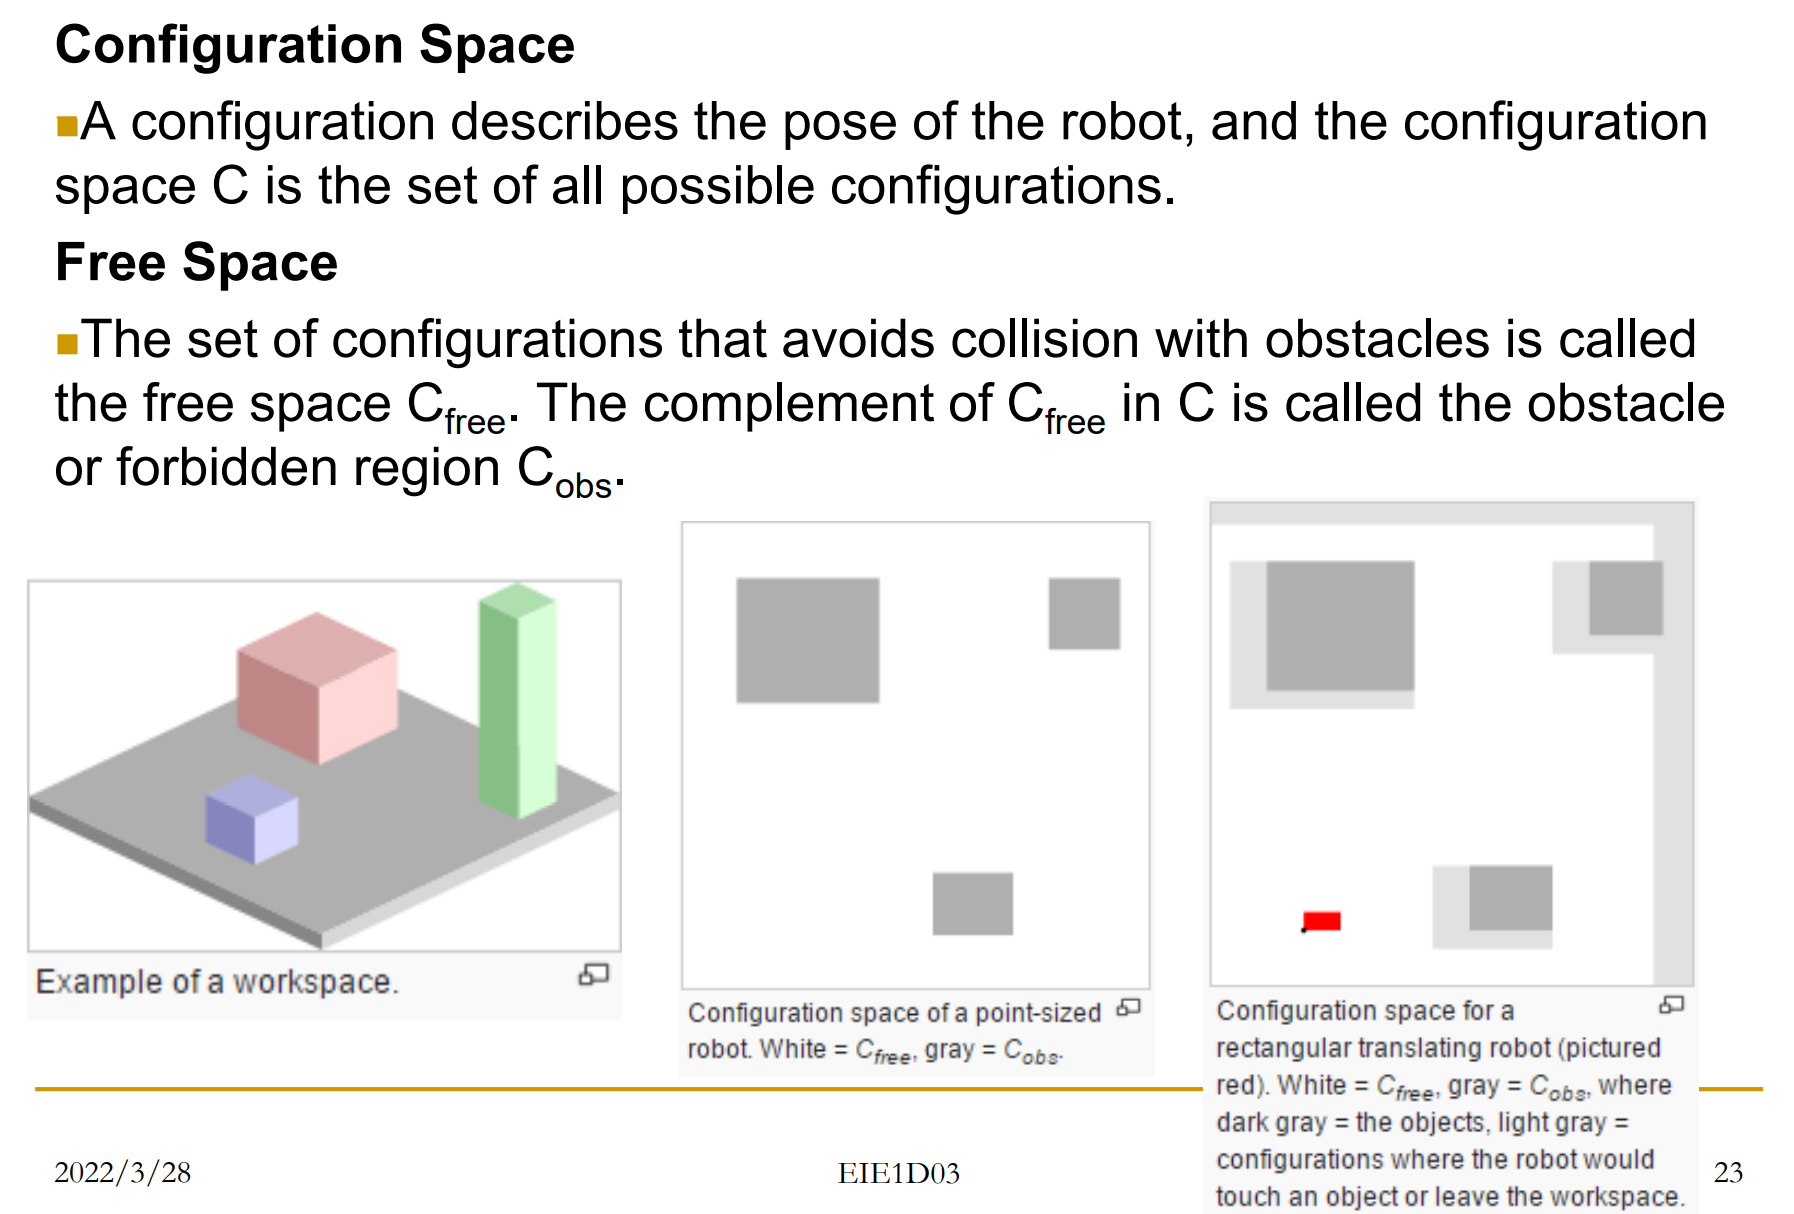 Configuration Space
■A configuration describes the pose of the robot, and the configuration
space C is the set of all possible configurations.
Free Space
■The set of configurations that avoids collision with obstacles is called
the free space Cfree. The complement of Cfree in C is called the obstacle
or forbidden region Cobs.
Example of a workspace.
Configuration space of a point-sized
robot. White = Cfree, gray = Cobs.
Configuration space for a
rectangular translating robot (pictured
red). White = Cfree, gray = Cobs, where
dark gray = the objects, light gray =
configurations where the robot would
touch an object or leave the workspace.
2022/3/28
EIE1D03
23